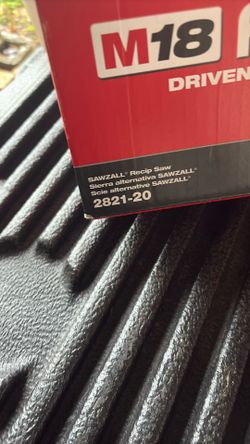 M18
DRIVEN
SAWZALL® Recip Saw
Sierra alternativa SAWZALL®
Scie alternative SAWZALL®
2821-20